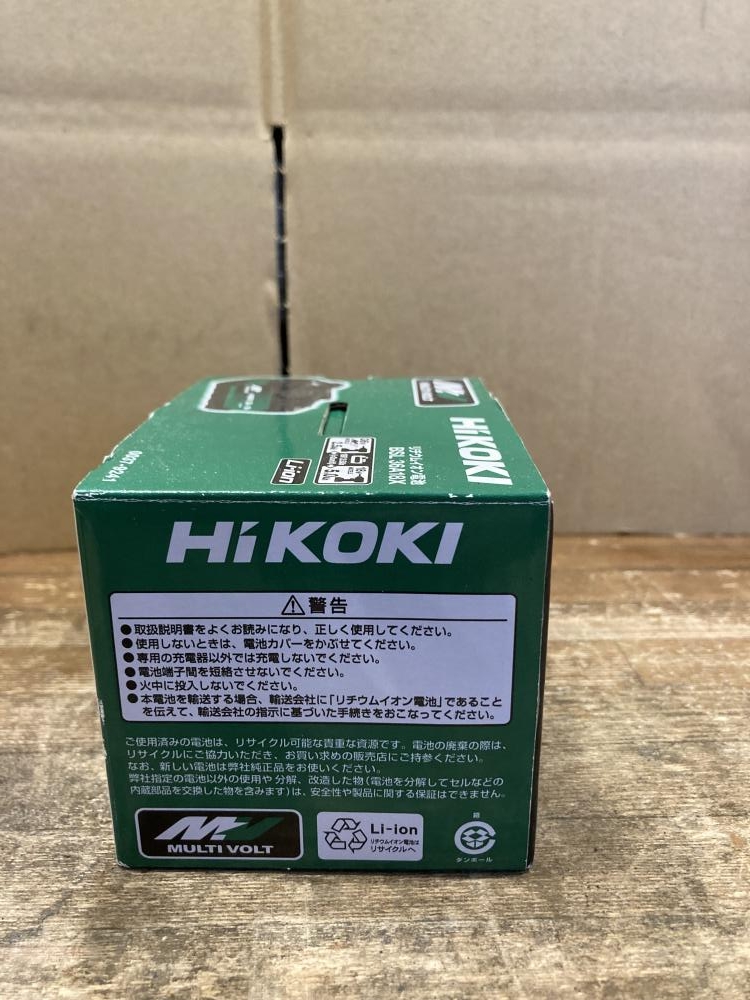 HiKOKI
リチウムイオン電池
BSL 36A18X
Li-ion
HiKOKI
⚠警告
●取扱説明書をよくお読みになり、正しく使用してください。
●使用しないときは、電池カバーをかぶせてください。
●専用の充電器以外では充電しないでください。
●電池端子間を短絡させないでください。
●火中に投入しないでください。
●本電池を輸送する場合、輸送会社に「リチウムイオン電池」であること
を伝えて、輸送会社の指示に基づいた手続きをおこなってください。
ご使用済みの電池は、リサイクル可能な貴重な資源です。電池の廃棄の際は、
リサイクルにご協力いただき、お買い求めの販売店にご持参ください。
なお、新しい電池は弊社純正品をお使いください。
弊社指定の電池以外の使用や分解、改造した物(電池を分解してセルなどの
内蔵部品を交換した物を含みます)は、安全性や製品に関する保証はできません。
MV
MULTI VOLT
Li-ion
リチウムイオン電池は
リサイクルへ
箱
ダンボール